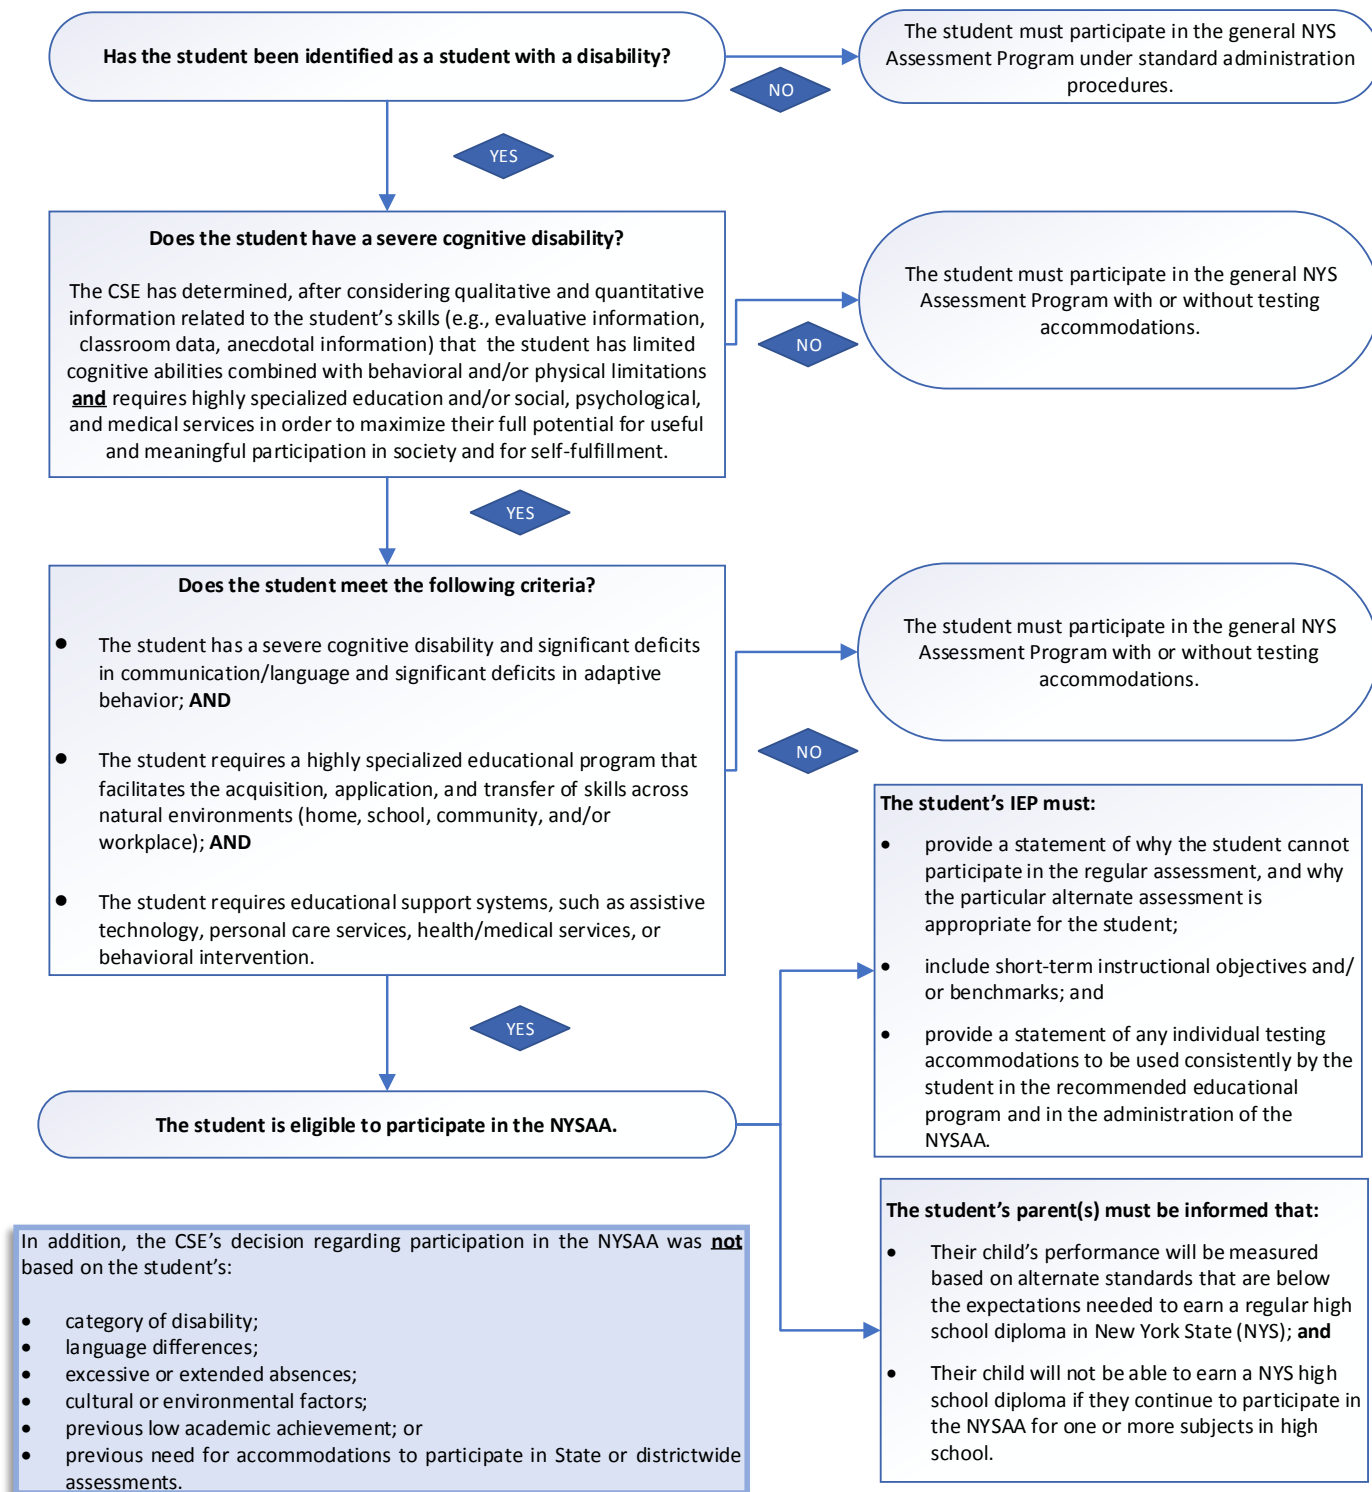 Has the student been identified as a student with a disability?
The student must participate in the general NYS
Assessment Program under standard administration
procedures.
NO
YES
Does the student have a severe cognitive disability?
The CSE has determined, after considering qualitative and quantitative
information related to the student's skills (e.g., evaluative information,
classroom data, anecdotal information) that the student has limited
cognitive abilities combined with behavioral and/or physical limitations
and requires highly specialized education and/or social, psychological,
and medical services in order to maximize their full potential for useful
and meaningful participation in society and for self-fulfillment.
The student must participate in the general NYS
Assessment Program with or without testing
accommodations.
NO
YES
Does the student meet the following criteria?
• The student has a severe cognitive disability and significant deficits
in communication/language and significant deficits in adaptive
behavior; AND
• The student requires a highly specialized educational program that
facilitates the acquisition, application, and transfer of skills across
natural environments (home, school, community, and/or
workplace); AND
• The student requires educational support systems, such as assistive
technology, personal care services, health/medical services, or
behavioral intervention.
The student must participate in the general NYS
Assessment Program with or without testing
accommodations.
NO
YES
The student is eligible to participate in the NYSAA.
The student's IEP must:
• provide a statement of why the student cannot
participate in the regular assessment, and why
the particular alternate assessment is
appropriate for the student;
• include short-term instructional objectives and/
or benchmarks; and
• provide a statement of any individual testing
accommodations to be used consistently by the
student in the recommended educational
program and in the administration of the
NYSAA.
The student's parent(s) must be informed that:
• Their child's performance will be measured
based on alternate standards that are below
the expectations needed to earn a regular high
school diploma in New York State (NYS); and
• Their child will not be able to earn a NYS high
school diploma if they continue to participate in
the NYSAA for one or more subjects in high
school.
In addition, the CSE's decision regarding participation in the NYSAA was not
based on the student's:
• category of disability;
• language differences;
• excessive or extended absences;
• cultural or environmental factors;
• previous low academic achievement; or
• previous need for accommodations to participate in State or districtwide
assessments.